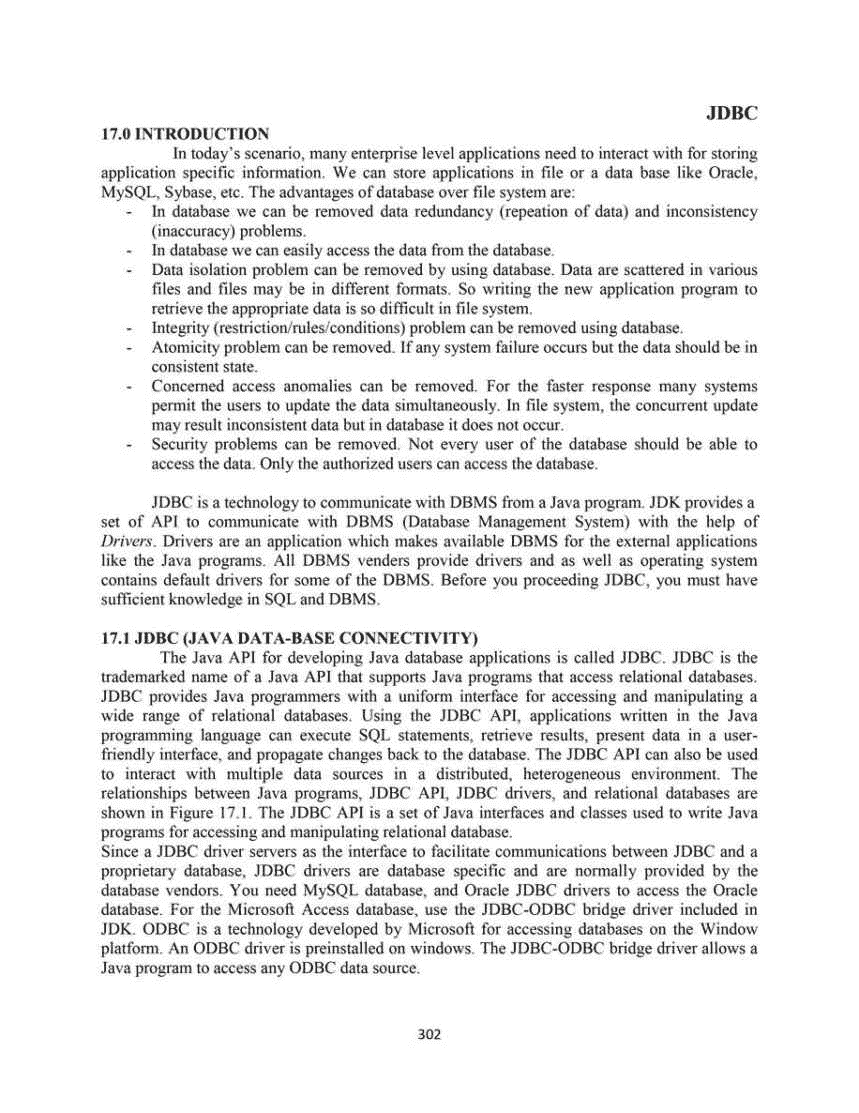 JDBC
17.0 INTRODUCTION
In today's scenario, many enterprise level applications need to interact with for storing
application specific information. We can store applications in file or a data base like Oracle,
MySQL, Sybase, etc. The advantages of database over file system are:
- In database we can be removed data redundancy (repeation of data) and inconsistency
(inaccuracy) problems.
- In database we can easily access the data from the database.
- Data isolation problem can be removed by using database. Data are scattered in various
files and files may be in different formats. So writing the new application program to
retrieve the appropriate data is so difficult in file system.
- Integrity (restriction/rules/conditions) problem can be removed using database.
- Atomicity problem can be removed. If any system failure occurs but the data should be in
consistent state.
- Concerned access anomalies can be removed. For the faster response many systems
permit the users to update the data simultaneously. In file system, the concurrent update
may result inconsistent data but in database it does not occur.
- Security problems can be removed. Not every user of the database should be able to
access the data. Only the authorized users can access the database.
JDBC is a technology to communicate with DBMS from a Java program. JDK provides a
set of API to communicate with DBMS (Database Management System) with the help of
Drivers. Drivers are an application which makes available DBMS for the external applications
like the Java programs. All DBMS venders provide drivers and as well as operating system
contains default drivers for some of the DBMS. Before you proceeding JDBC, you must have
sufficient knowledge in SQL and DBMS.
17.1 JDBC (JAVA DATA-BASE CONNECTIVITY)
The Java API for developing Java database applications is called JDBC. JDBC is the
trademarked name of a Java API that supports Java programs that access relational databases.
JDBC provides Java programmers with a uniform interface for accessing and manipulating a
wide range of relational databases. Using the JDBC API, applications written in the Java
programming language can execute SQL statements, retrieve results, present data in a user-
friendly interface, and propagate changes back to the database. The JDBC API can also be used
to interact with multiple data sources in a distributed, heterogeneous environment. The
relationships between Java programs, JDBC API, JDBC drivers, and relational databases are
shown in Figure 17.1. The JDBC API is a set of Java interfaces and classes used to write Java
programs for accessing and manipulating relational database.
Since a JDBC driver servers as the interface to facilitate communications between JDBC and a
proprietary database, JDBC drivers are database specific and are normally provided by the
database vendors. You need MySQL database, and Oracle JDBC drivers to access the Oracle
database. For the Microsoft Access database, use the JDBC-ODBC bridge driver included in
JDK. ODBC is a technology developed by Microsoft for accessing databases on the Window
platform. An ODBC driver is preinstalled on windows. The JDBC-ODBC bridge driver allows a
Java program to access any ODBC data source.
302